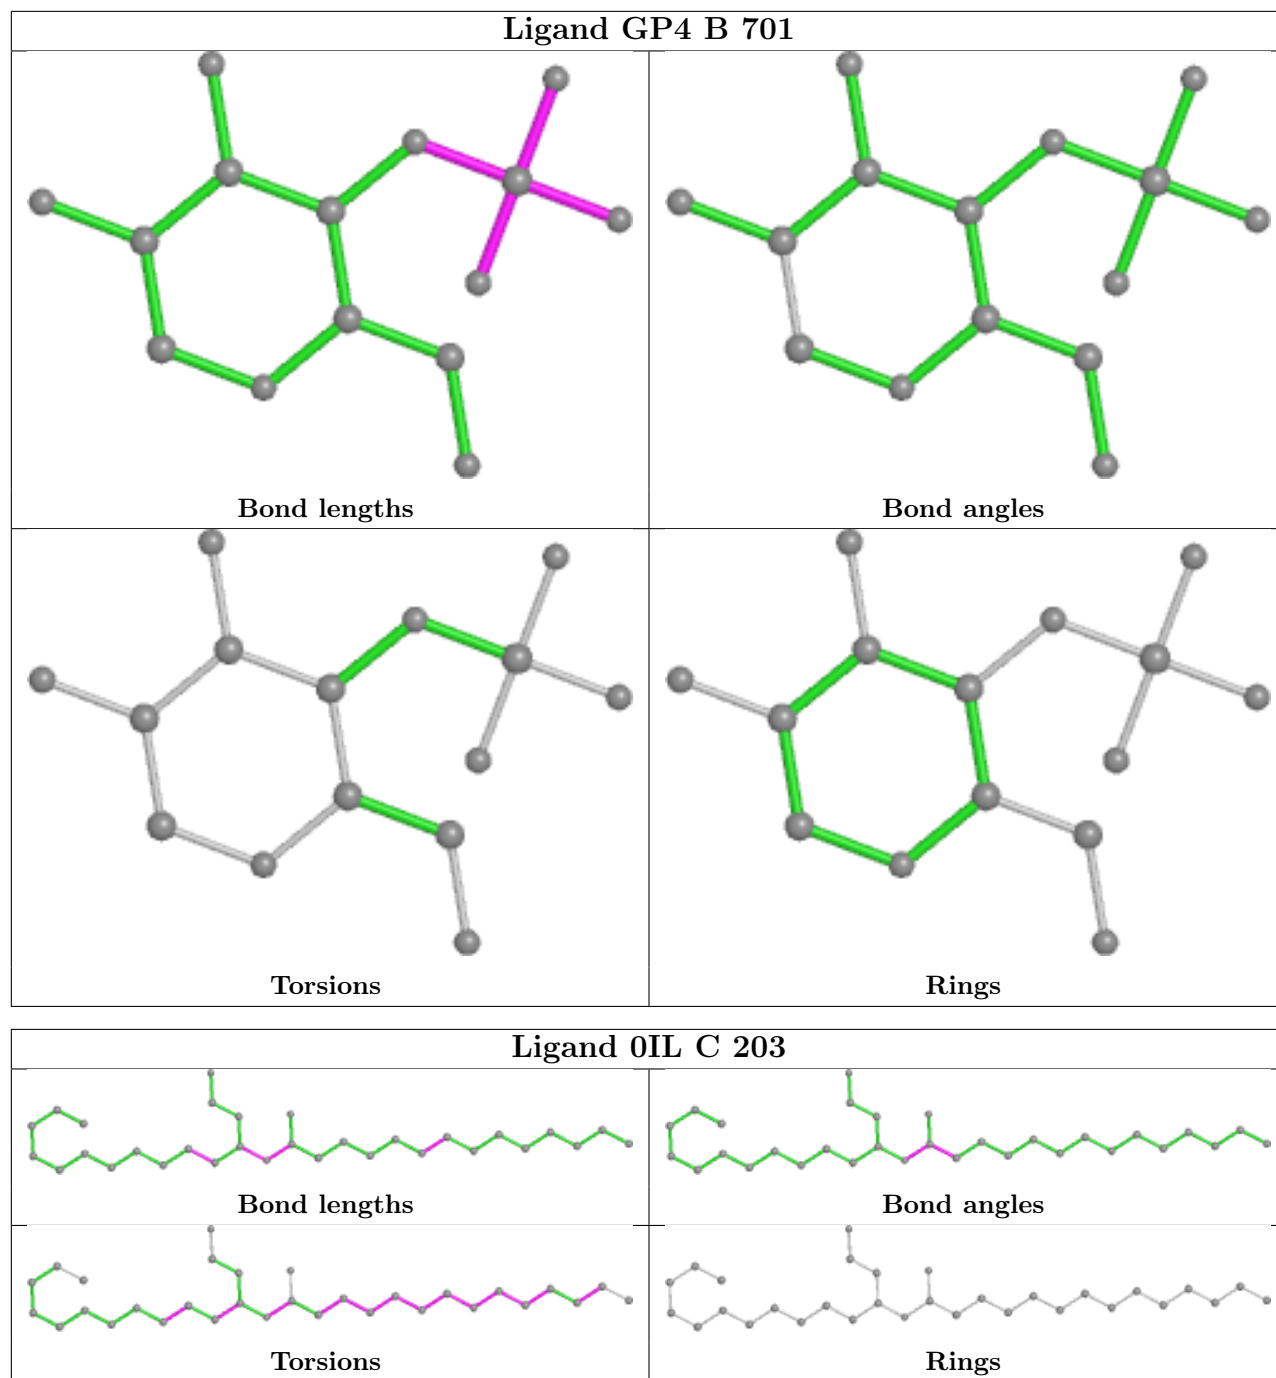 Ligand GP4 B 701
Bond lengths
Bond angles
Torsions
Rings
Ligand 0IL C 203
Bond lengths
Bond angles
Torsions
Rings